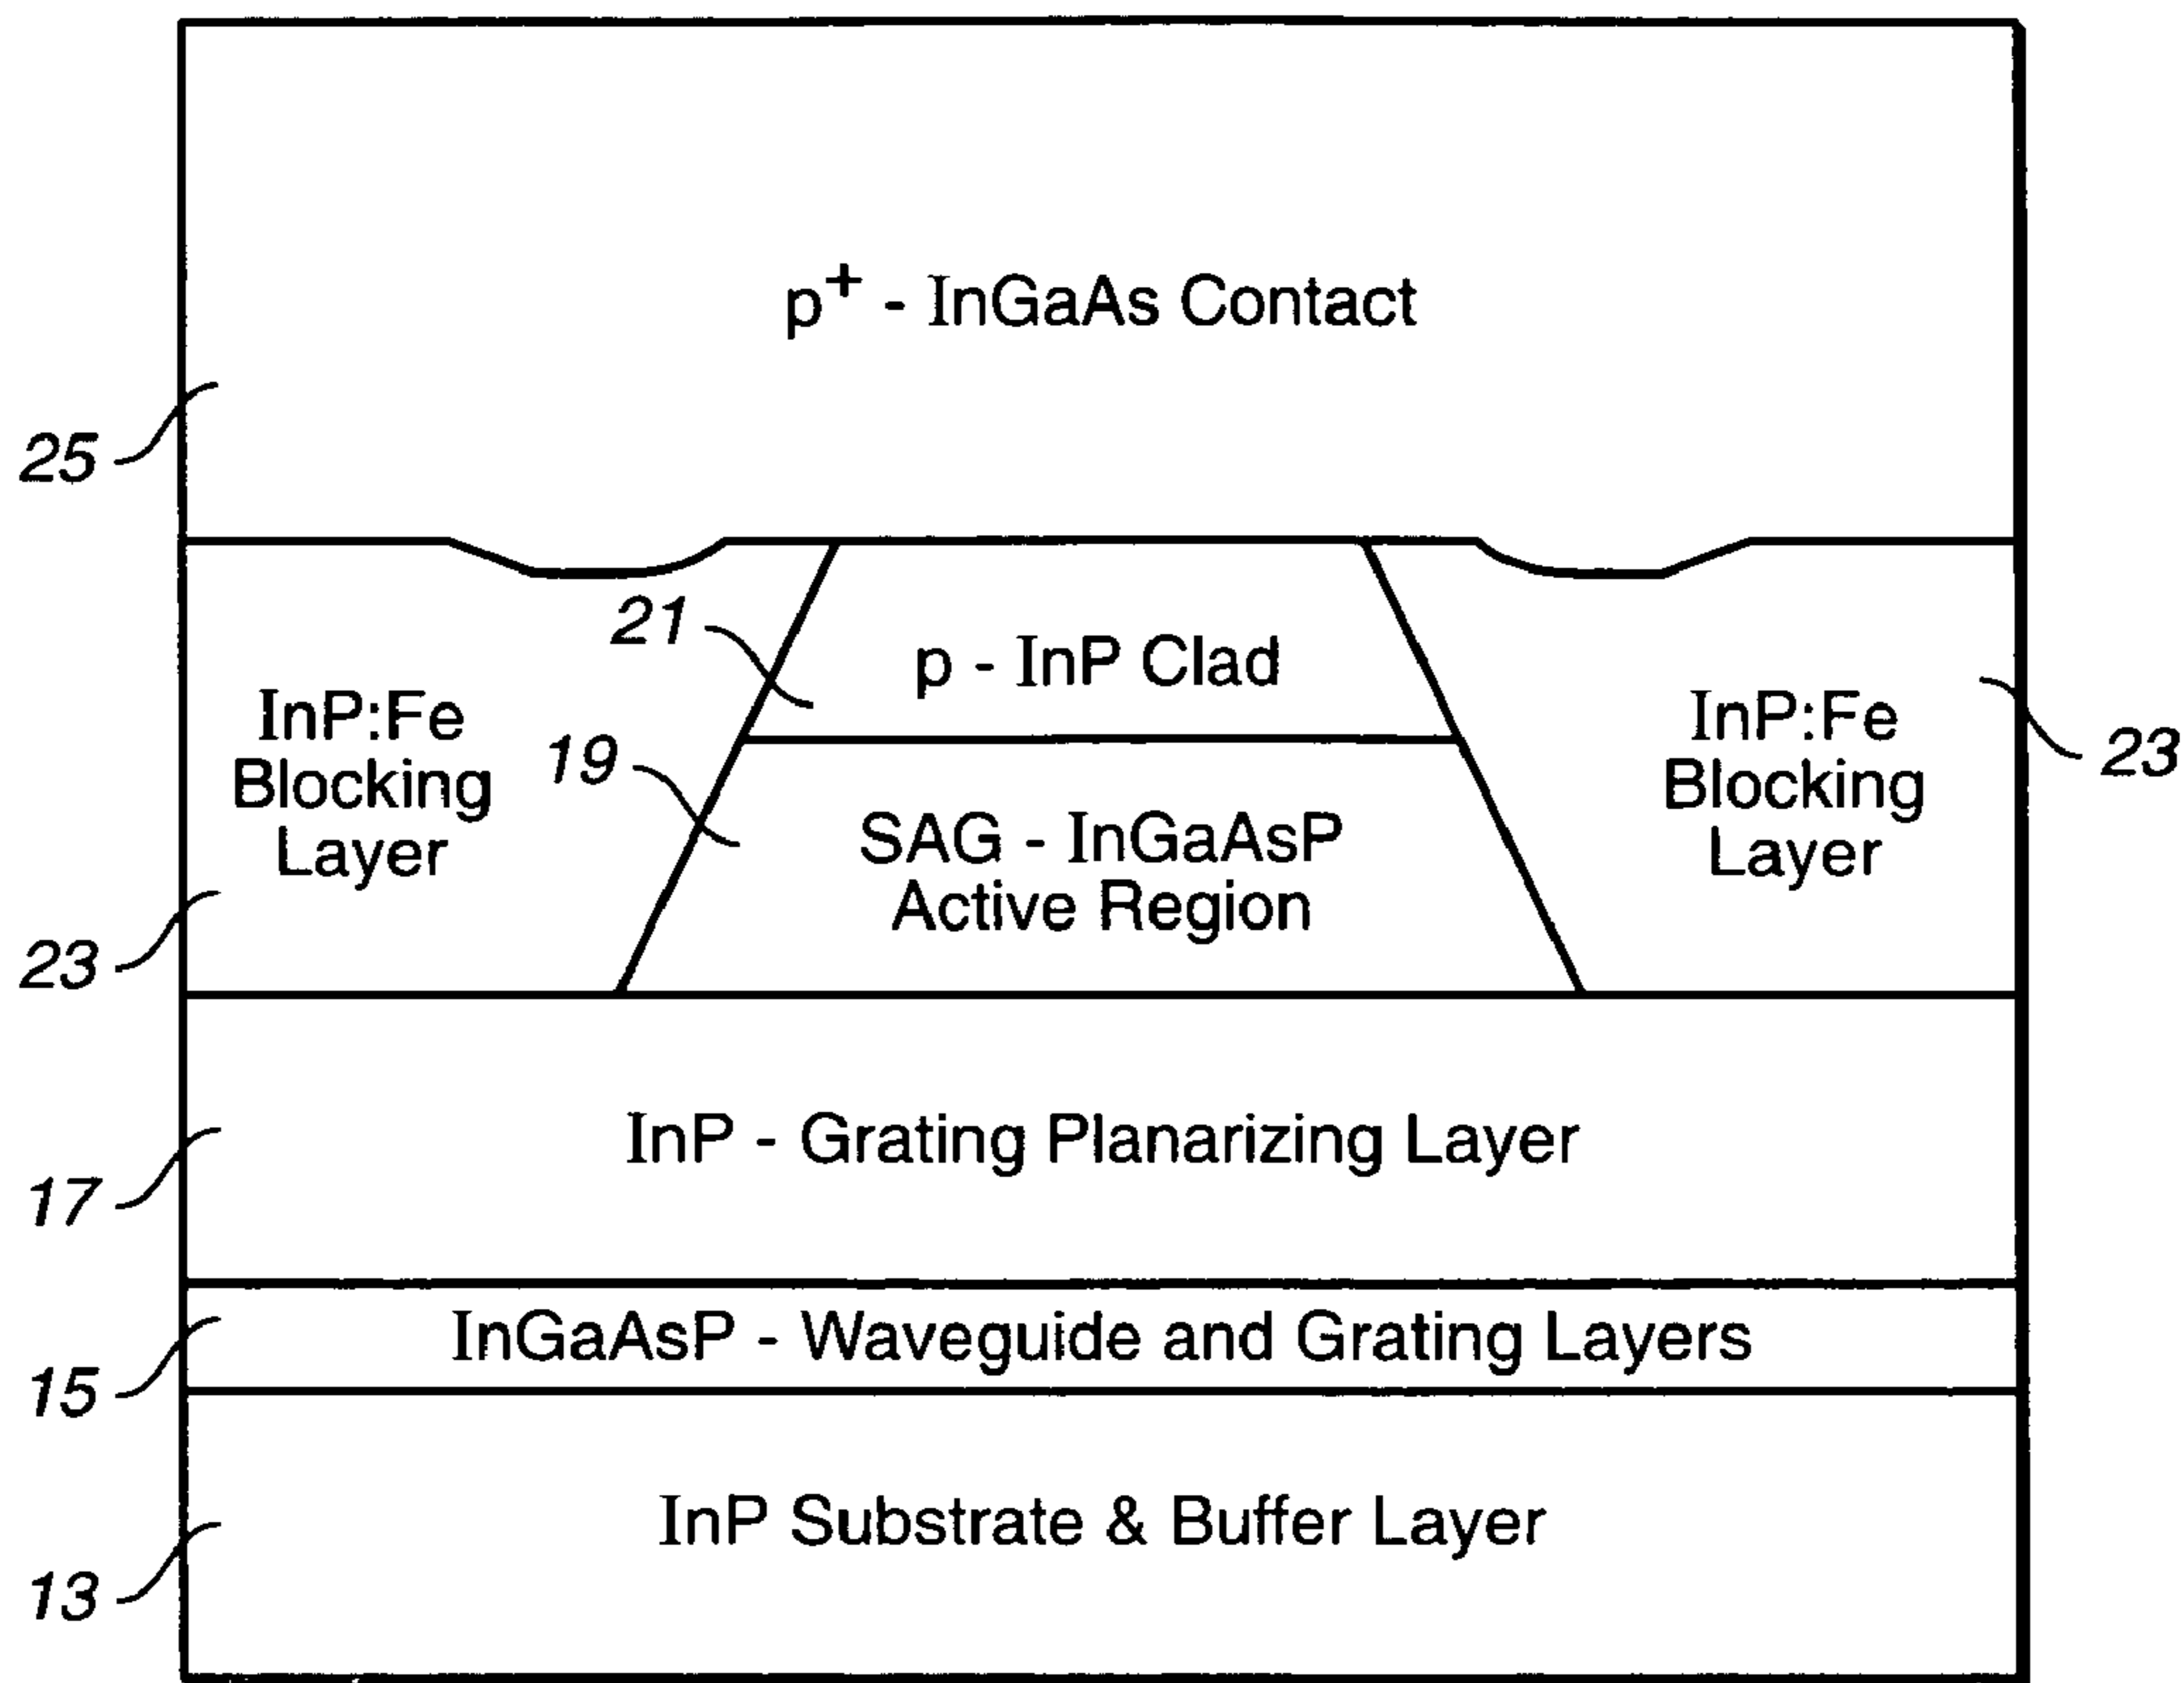 p+ - InGaAs Contact
25
21
p - InP Clad
InP:Fe
Blocking
Layer
19
InP:Fe
Blocking
Layer
23
SAG - InGaAsP
Active Region
23
InP - Grating Planarizing Layer
17
InGaAsP - Waveguide and Grating Layers
15
InP Substrate & Buffer Layer
13